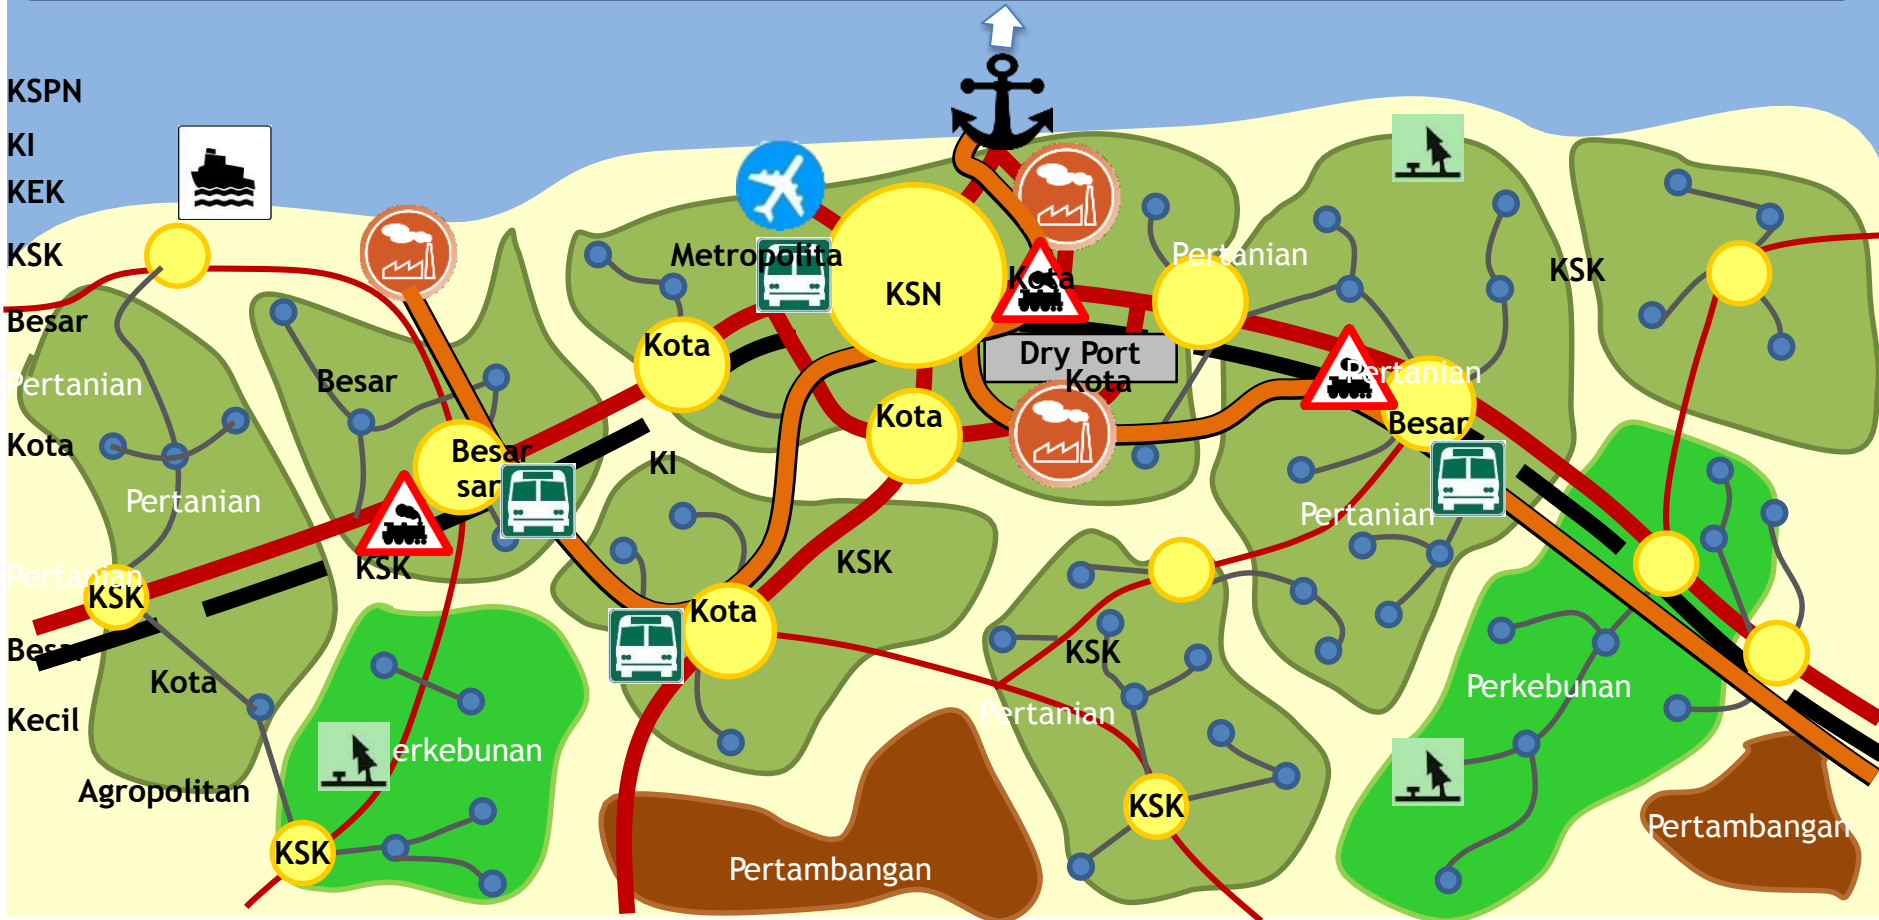 KSPN
KI
KEK
KSK
Pertanian
KSK
Metropolita
KSN
Kota
Besar
Kota
Dry Port
Kota
Pertanian
Pertanian
Besar
Kota
Besar
Kota
Besar
sar
KI
Pertanian
Pertanian
KSK
KSK
Pertanian
KSK
Kota
Besar
Kota
KSK
Pertanian
Perkebunan
Kecil
erkebunan
Agropolitan
KSK
KSK
Pertambangan
Pertambangan